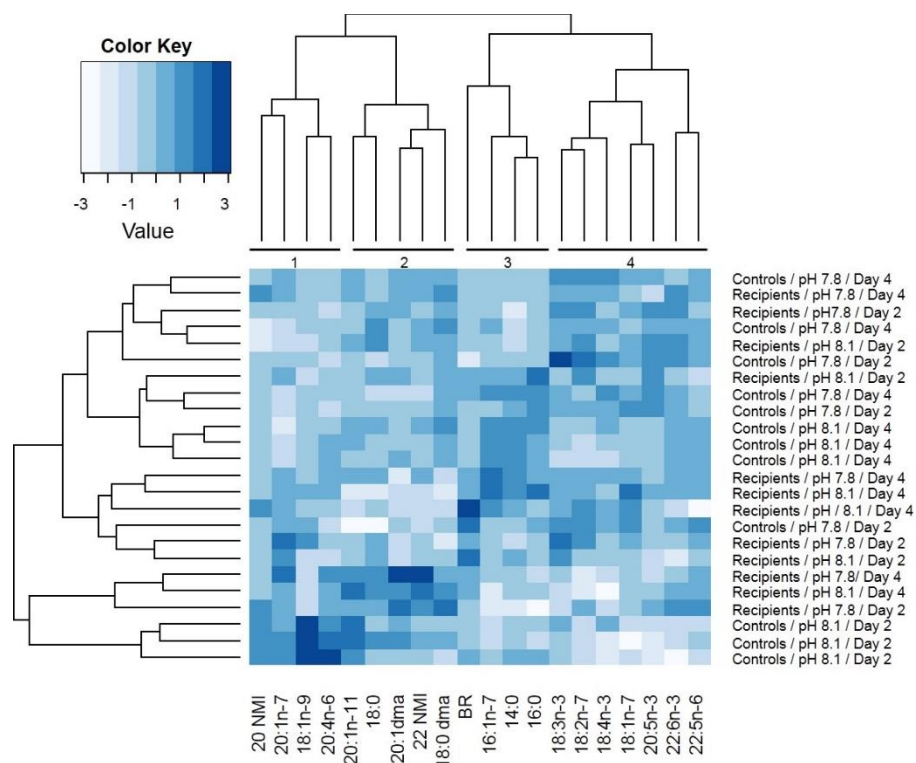 Color Key
-3 -1 1 3
Value
1 2 3 4
Controls / pH 7.8 / Day 4
Recipients / pH 7.8 / Day 4
Recipients / pH7.8 / Day 2
Controls / pH 7.8 / Day 4
Recipients / pH 8.1 / Day 2
Controls / pH 7.8 / Day 2
Recipients / pH 8.1 / Day 2
Controls / pH 7.8 / Day 4
Controls / pH 7.8 / Day 2
Controls / pH 8.1 / Day 4
Controls / pH 8.1 / Day 4
Controls / pH 8.1 / Day 4
Recipients / pH 7.8 / Day 4
Recipients / pH 8.1 / Day 4
Recipients / pH / 8.1 / Day 4
Controls / pH 7.8 / Day 2
Recipients / pH 7.8 / Day 2
Recipients / pH 8.1 / Day 2
Recipients / pH 7.8/ Day 4
Recipients / pH 8.1 / Day 4
Recipients / pH 7.8 / Day 2
Controls / pH 8.1 / Day 2
Controls / pH 8.1 / Day 2
Controls / pH 8.1 / Day 2
20 NMI
20:1n-7
18:1n-9
20:4n-6
20:1n-11
18:0
20:1dma
22 NMI
18:0 dma
BR
16:1n-7
14:0
16:0
18:3n-3
18:2n-7
18:4n-3
18:1n-7
20:5n-3
22:6n-3
22:5n-6